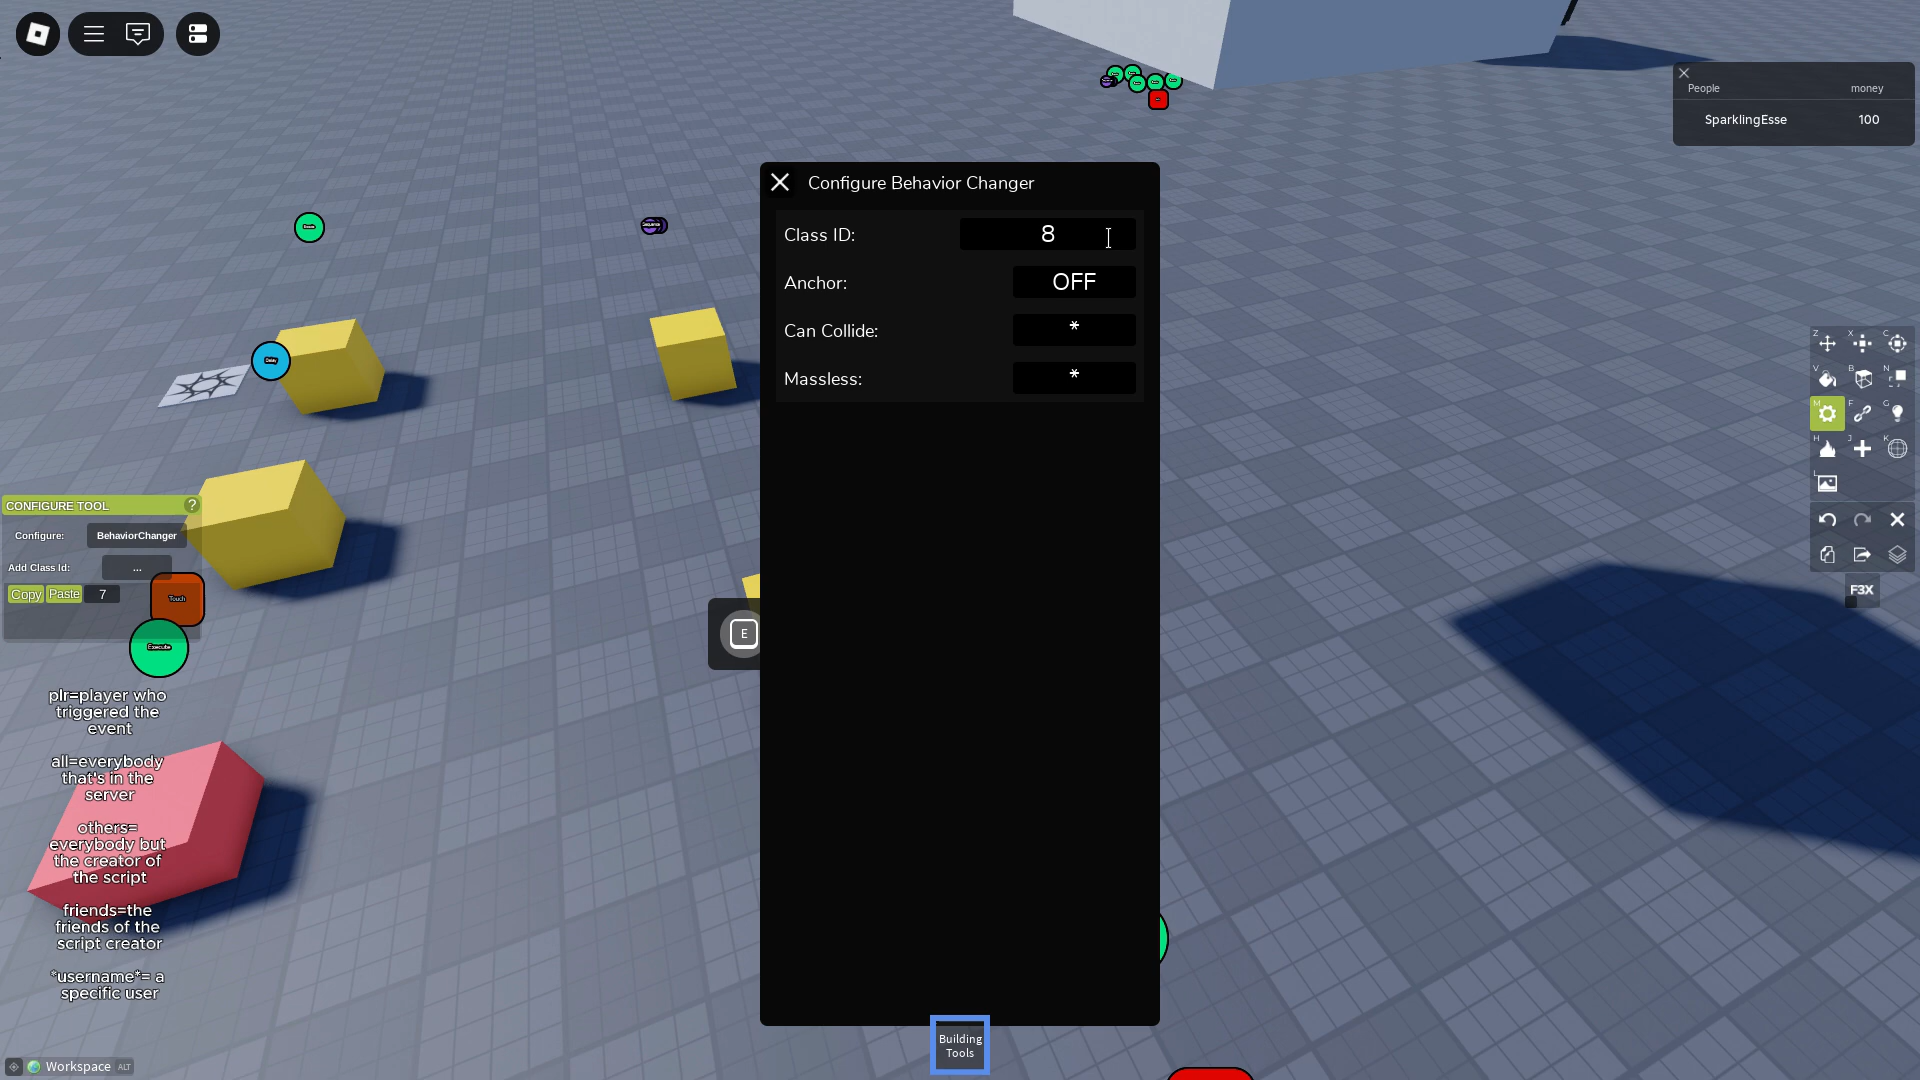 People money
SparklingEsse 100
Configure Behavior Changer
Class ID: 8
Anchor: OFF
Can Collide: *
Massless: *
Z X C
V B N
M F G
H J K
L
F3X
CONFIGURE TOOL ?
Configure: BehaviorChanger
Add Class Id: ...
Copy Paste 7
Touch
Execute
Delay
E
plr=player who
triggered the
event
all=everybody
that's in the
server
others=
everybody but
the creator of
the script
friends=the
friends of the
script creator
*username*= a
specific user
Building
Tools
Workspace ALT